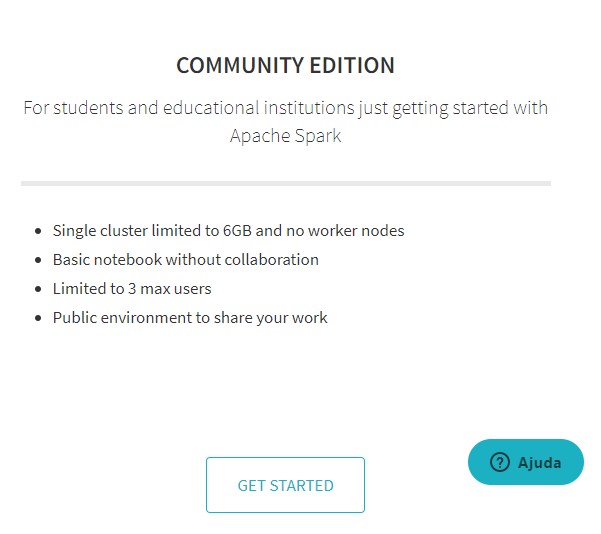 COMMUNITY EDITION
For students and educational institutions just getting started with
Apache Spark
• Single cluster limited to 6GB and no worker nodes
• Basic notebook without collaboration
• Limited to 3 max users
• Public environment to share your work
? Ajuda
GET STARTED